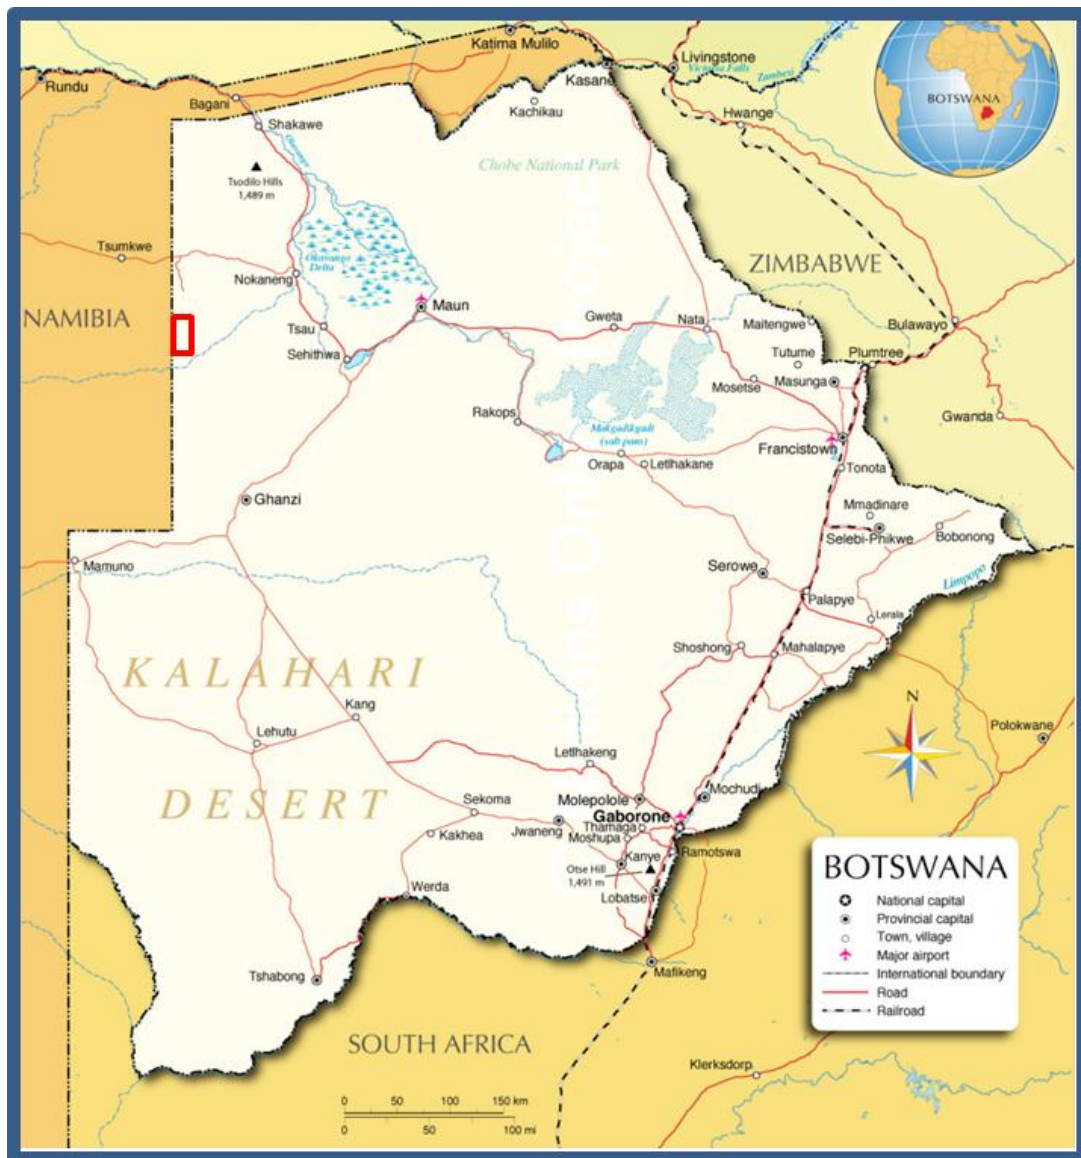 Katima Mulilo
Livingstone
Victoria Falls
Zambesi
Kasane
Rundu
Bagani
Kachikau
Hwange
BOTSWANA
Shakawe
Okavango
Chobe National Park
Tsodilo Hills
1,489 m
Tsumkwe
Okavango
Delta
ZIMBABWE
Nokaneng
Maun
NAMIBIA
Gweta
Nata
Maitengwe
Bulawayo
Tsau
Sehithwa
Tutume
Plumtree
Mosetse
Masunga
Rakops
Makgadikgadi
(salt pans)
Gwanda
Francistown
Orapa
Letlhakane
Tonota
Ghanzi
Mmadinare
Selebi-Phikwe
Bobonong
Mamuno
Serowe
Limpopo
Palapye
Lerala
Shoshong
Mahalapye
KALAHARI
Kang
Lehutu
Polokwane
N
Letlhakeng
DESERT
Molepolole
Mochudi
Sekoma
Gaborone
Jwaneng
Thamaga
Kakhea
Moshupa
Ramotswa
Kanye
Otse Hill
1,491 m
Werda
Lobatse
Tshabong
Mafikeng
BOTSWANA
National capital
Provincial capital
Town, village
Major airport
International boundary
Road
Railroad
SOUTH AFRICA
Klerksdorp
0 50 100 150 km
0 50 100 mi